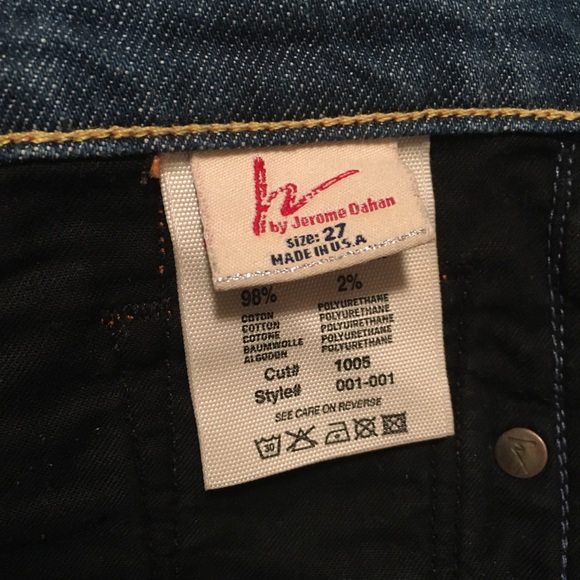 by Jerome Dahan
Size: 27
MADE IN U.S.A
98% 2%
COTTON POLYURETHANE
COTTON POLYURETHANE
COTONE POLYURETHANE
BAUMWOLLE POLYURETHANE
ALGODON POLYURETHANE
Cut# 1005
Style# 001-001
SEE CARE ON REVERSE
30